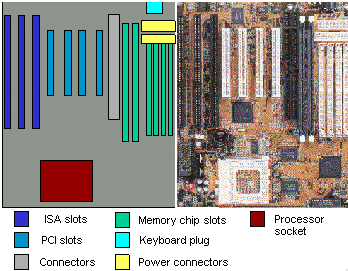 ISA slots
Memory chip slots
Processor
socket
PCI slots
Keyboard plug
Connectors
Power connectors